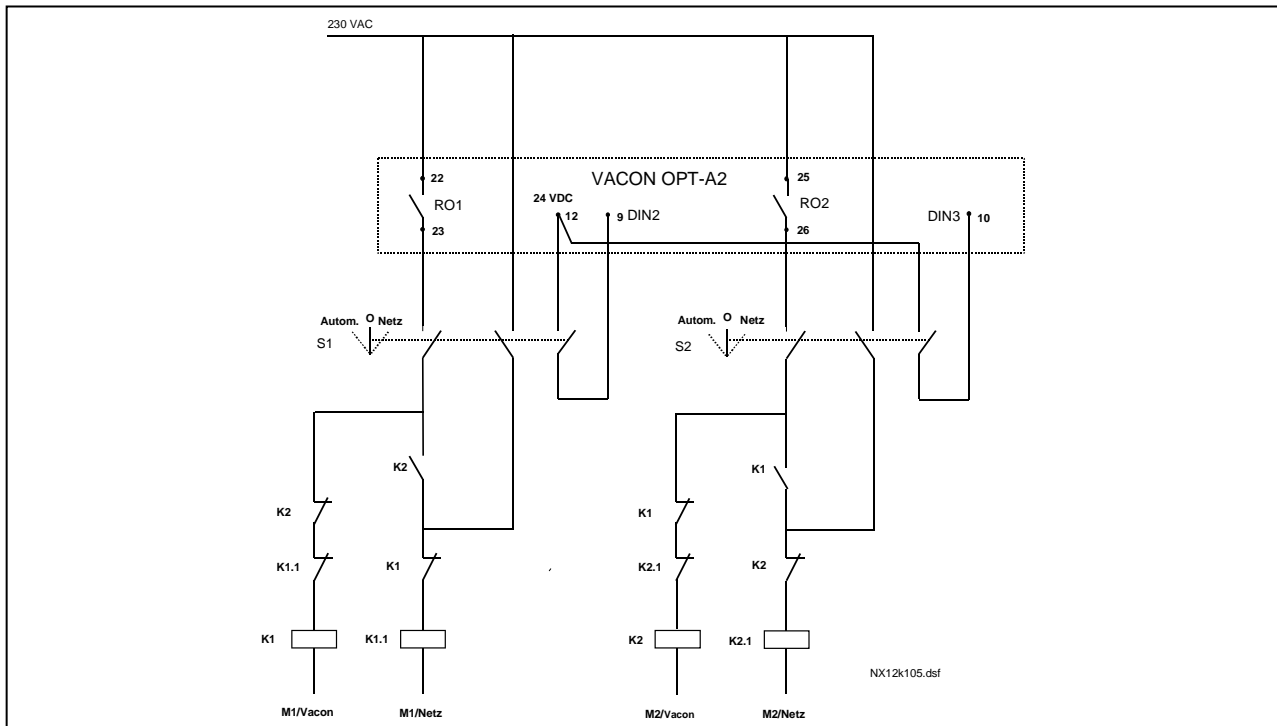 230 VAC
VACON OPT-A2
22
RO1
23
24 VDC
12
9 DIN2
25
RO2
26
DIN3 10
Autom. O Netz
S1
Autom. O Netz
S2
K2
K1
K2
K1
K1.1
K1
K2.1
K2
K1
K1.1
K2
K2.1
NX12k105.dsf
M1/Vacon
M1/Netz
M2/Vacon
M2/Netz